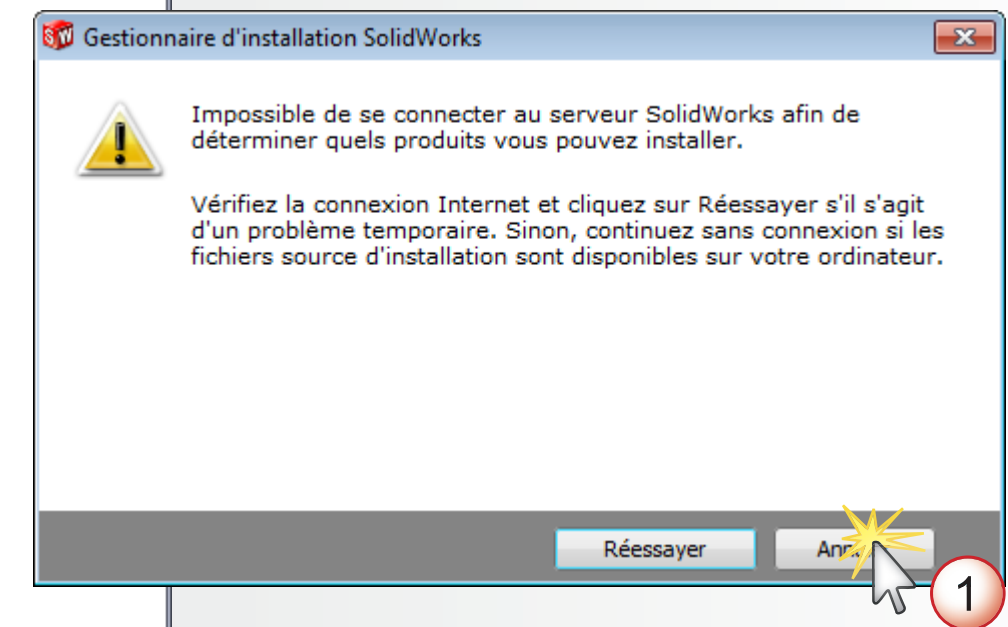 Gestionnaire d'installation SolidWorks
Impossible de se connecter au serveur SolidWorks afin de
déterminer quels produits vous pouvez installer.
Vérifiez la connexion Internet et cliquez sur Réessayer s'il s'agit
d'un problème temporaire. Sinon, continuez sans connexion si les
fichiers source d'installation sont disponibles sur votre ordinateur.
Réessayer
1